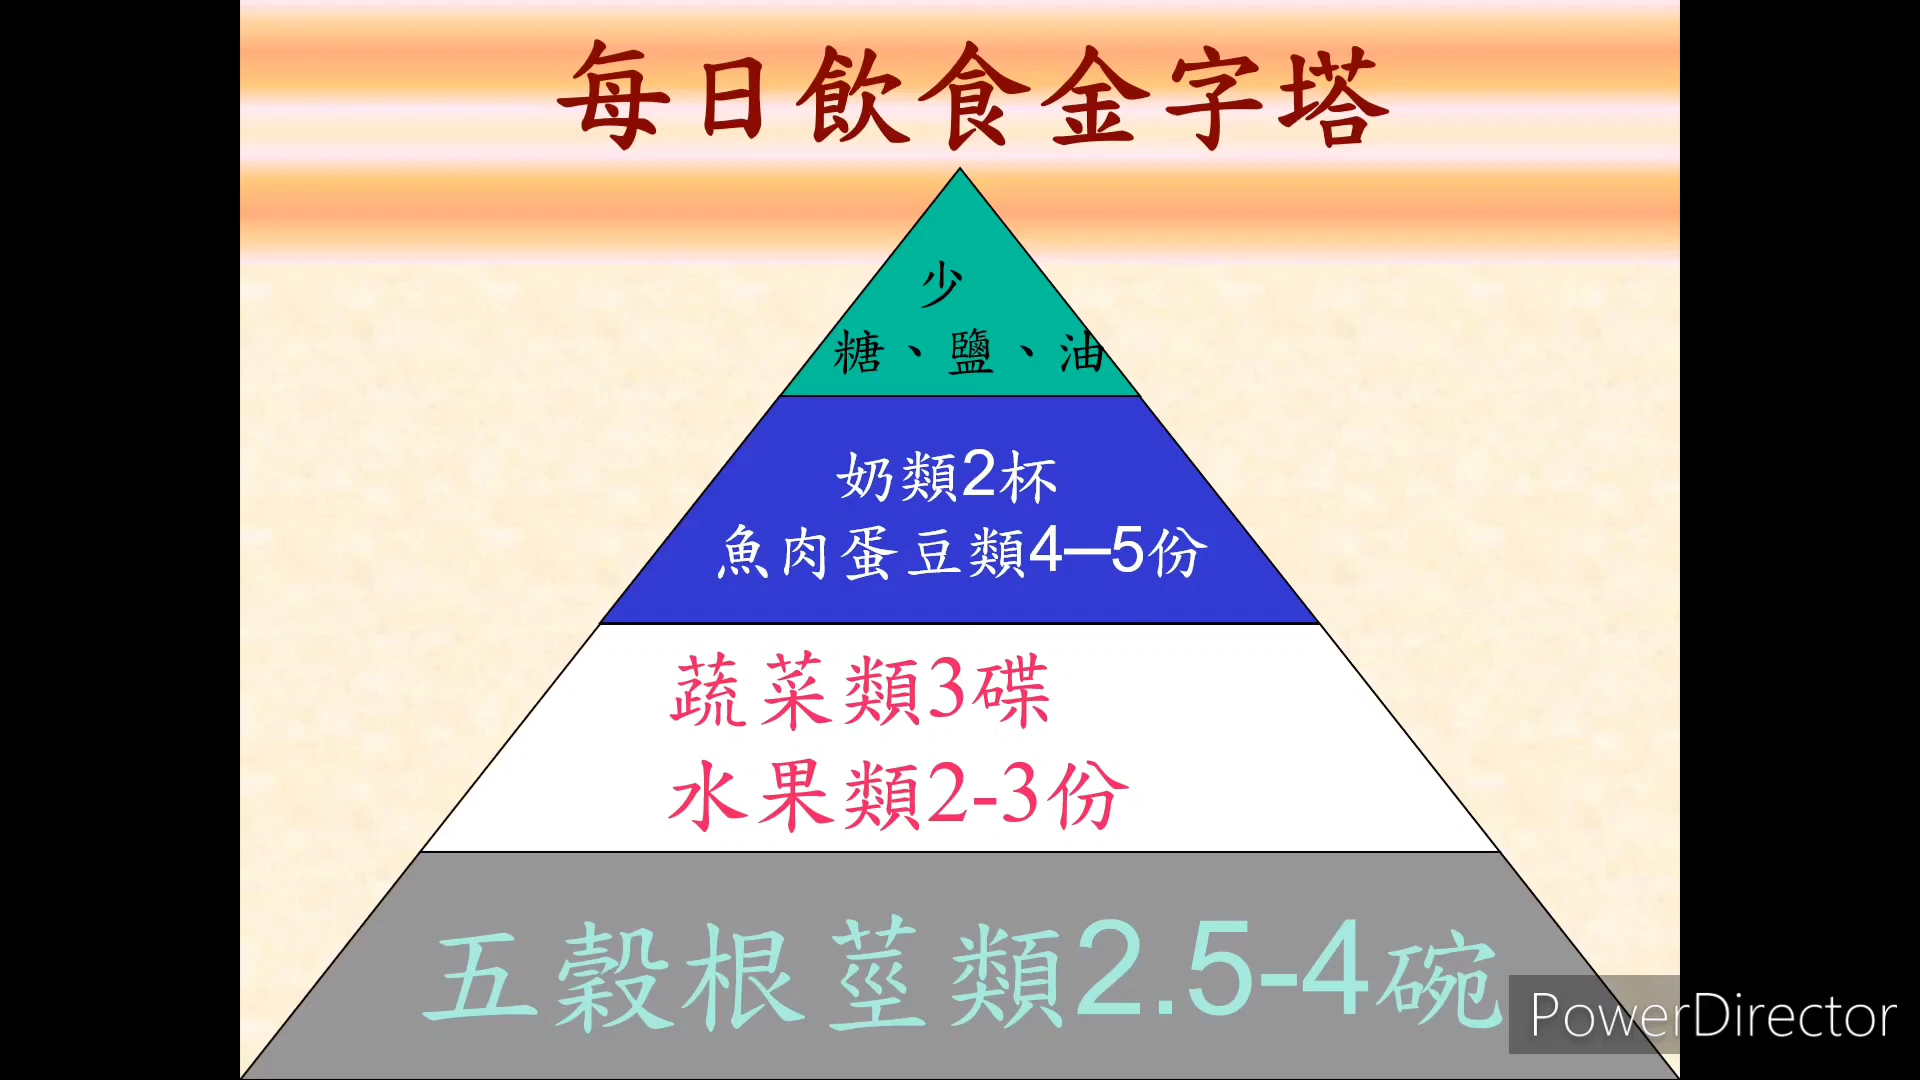 每日飲食金字塔
少
糖、鹽、油
奶類2杯
魚肉蛋豆類4—5份
蔬菜類3碟
水果類2-3份
五穀根莖類2.5-4碗
PowerDirector